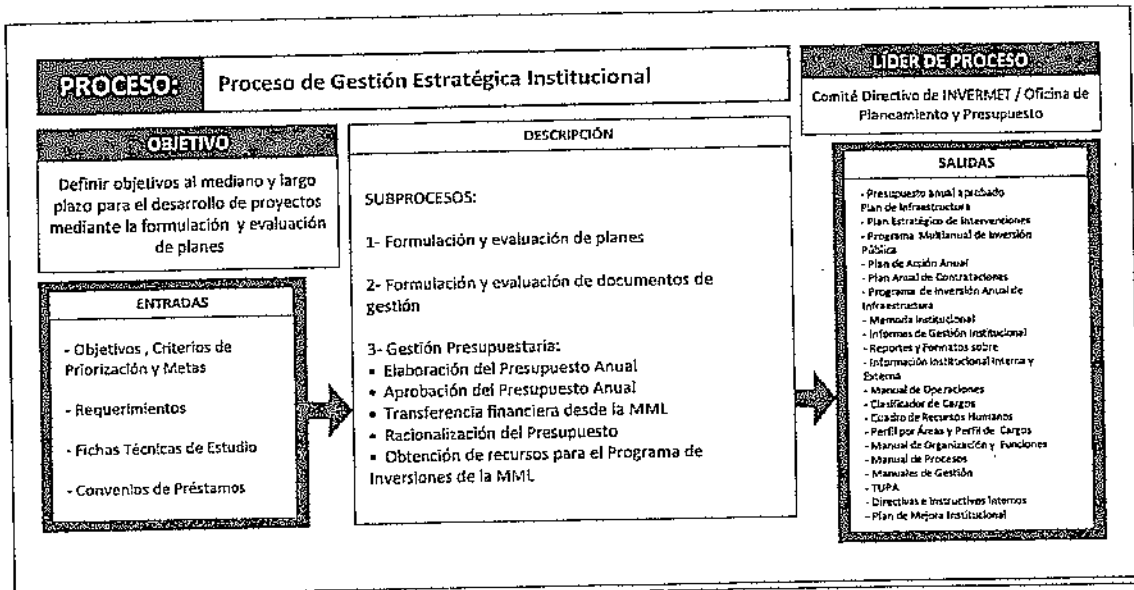 PROCESO:
Proceso de Gestión Estratégica Institucional
LÍDER DE PROCESO
Comité Directivo de INVERMET / Oficina de
Planeamiento y Presupuesto
OBJETIVO
Definir objetivos al mediano y largo
plazo para el desarrollo de proyectos
mediante la formulación y evaluación
de planes
ENTRADAS
- Objetivos , Criterios de
Priorización y Metas
- Requerimientos
- Fichas Técnicas de Estudio
- Convenios de Préstamos
DESCRIPCIÓN
SUBPROCESOS:
1- Formulación y evaluación de planes
2- Formulación y evaluación de documentos de
gestión
3- Gestión Presupuestaria:
• Elaboración del Presupuesto Anual
• Aprobación del Presupuesto Anual
• Transferencia financiera desde la MML
• Racionalización del Presupuesto
• Obtención de recursos para el Programa de
Inversiones de la MML
SALIDAS
- Presupuesto anual aprobado
Plan de Infraestructura
- Plan Estratégico de Intervenciones
- Programa Multianual de Inversión
Pública
- Plan de Acción Anual
- Plan Anual de Contrataciones
- Programa de Inversión Anual de
Infraestructura
- Memoria Institucional
- Informes de Gestión Institucional
- Reportes y Formatos sobre
- Información Institucional Interna y
Externa
- Manual de Operaciones
- Clasificador de Cargos
- Cuadro de Recursos Humanos
- Perfil por Áreas y Perfil de Cargos
- Manual de Organización y Funciones
- Manual de Procesos
- Manuales de Gestión
- TUPA
- Directivas e Instructivos Internos
- Plan de Mejora Institucional